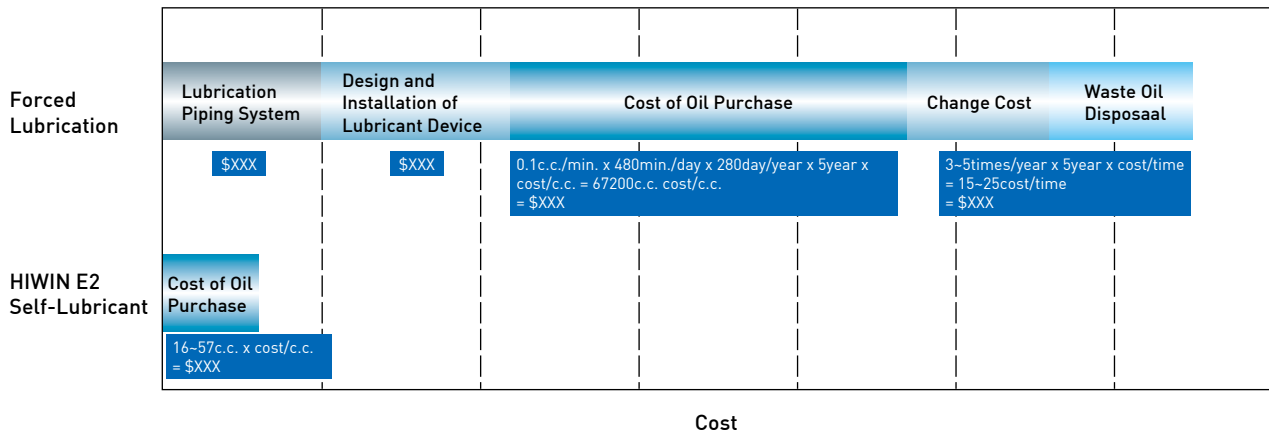 Forced
Lubrication
Lubrication
Piping System
Design and
Installation of
Lubricant Device
Cost of Oil Purchase
Change Cost
Waste Oil
Disposaal
$XXX
$XXX
0.1c.c./min. x 480min./day x 280day/year x 5year x
cost/c.c. = 67200c.c. cost/c.c.
= $XXX
3~5times/year x 5year x cost/time
= 15~25cost/time
= $XXX
HIWIN E2
Self-Lubricant
Cost of Oil
Purchase
16~57c.c. x cost/c.c.
= $XXX
Cost